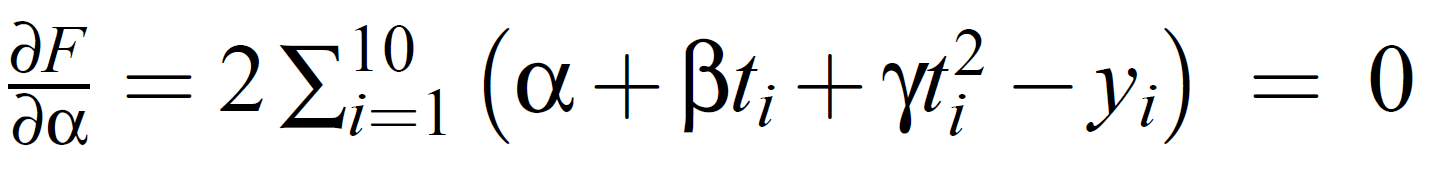 ∂F/∂α = 2∑_{i=1}^{10} (α + βt_i + γt_i^2 − y_i) = 0